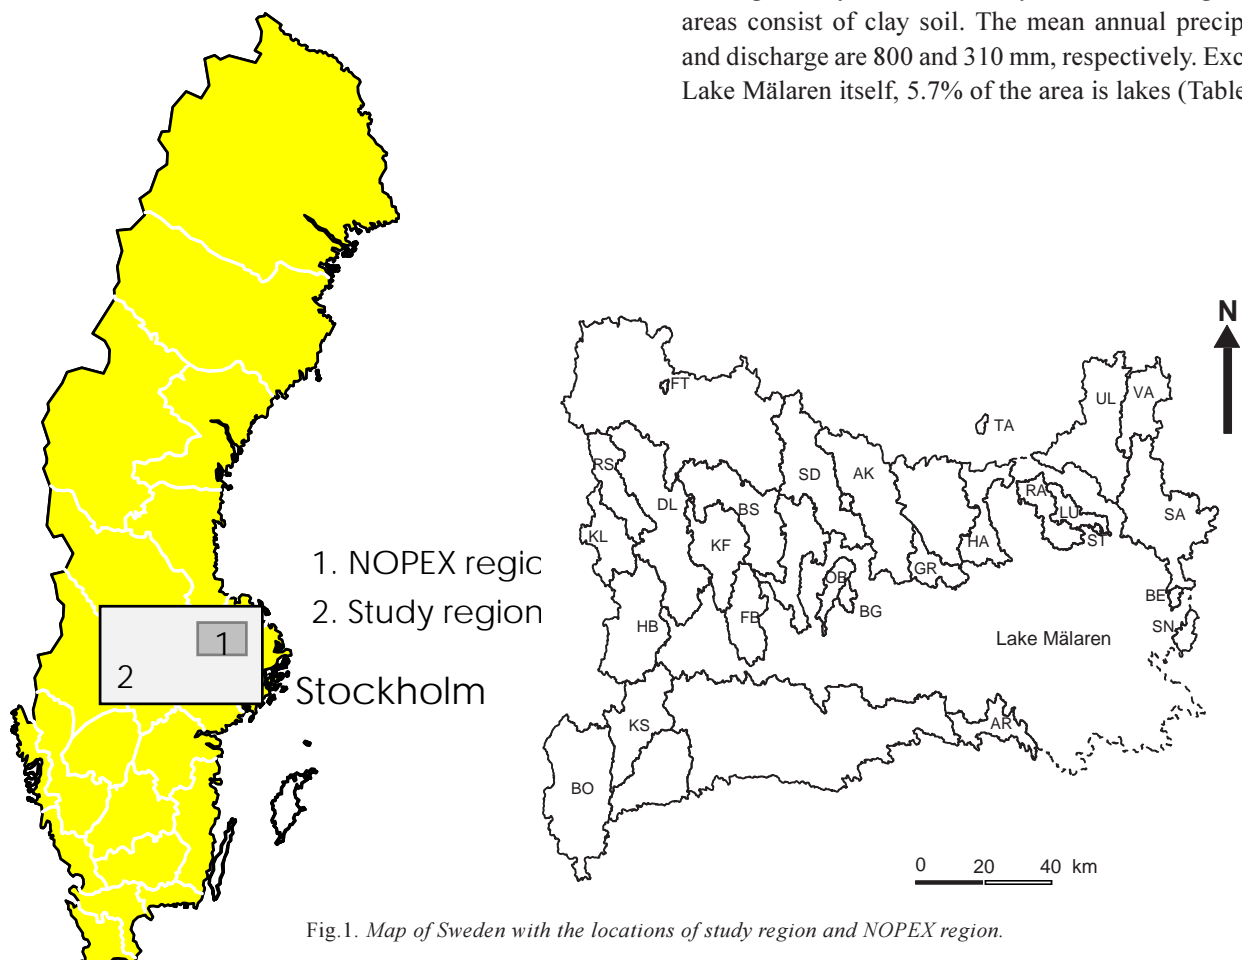 areas consist of clay soil. The mean annual precip
and discharge are 800 and 310 mm, respectively. Exc
Lake Mälaren itself, 5.7% of the area is lakes (Table
N
FT
UL
VA
TA
RS
SD
AK
RA
DL
BS
LU
SA
KL
KF
HA
ST
1. NOPEX regio
GR
OB
2. Study region
BE
FB
BG
HB
SN
1
Lake Mälaren
2
Stockholm
KS
AR
BO
0 20 40 km
Fig.1. Map of Sweden with the locations of study region and NOPEX region.